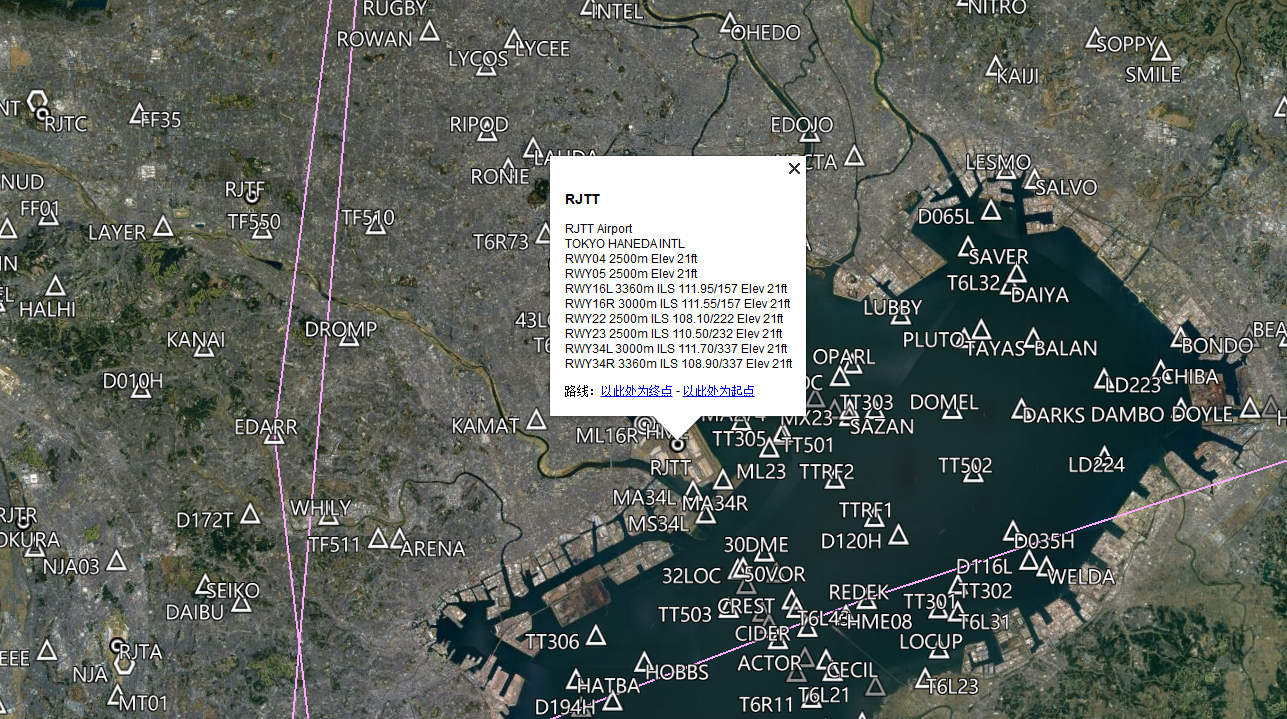 RUGBY
INTEL
NITRO
ROWAN
OHEDO
LYCEE
SOPPY
LYCOS
SMILE
KAIJI
NT
RJTC
FF35
RIPOD
EDOJO
LAUDA
LESMO
RONIE
NUD
RJTF
SALVO
FF01
TF550
TF510
D065L
LAYER
T6R73
SAVER
T6L32
DAIYA
HALHI
LUBBY
KANAI
DROMP
PLUTO
TAYAS
BALAN
BONDO
OPARL
D010H
LD223
CHIBA
TT303
DOMEL
DARKS
DAMBO
DOYLE
MX23
SAZAN
KAMAT
EDARR
ML16R
HME
TT305
TT501
RJTT
ML23
TTRF2
TT502
LD224
MA34L
MA34R
MS34L
WHILY
TTRF1
RJTR
D172T
OKURA
TF511
ARENA
30DME
D120H
D035H
NJA03
32LOC
50VOR
D116L
WELDA
SEIKO
DAIBU
REDEK
TT302
TT503
CREST
TT301
T6L43
HME08
T6L31
TT306
CIDER
LOCUP
EEE
RJTA
ACTOR
CECIL
NJA
HOBBS
HATBA
T6L23
MT01
D194H
T6R11
T6L21
RJTT
RJTT Airport
TOKYO HANEDA INTL
RWY04 2500m Elev 21ft
RWY05 2500m Elev 21ft
RWY16L 3360m ILS 111.95/157 Elev 21ft
RWY16R 3000m ILS 111.55/157 Elev 21ft
RWY22 2500m ILS 108.10/222 Elev 21ft
RWY23 2500m ILS 110.50/232 Elev 21ft
RWY34L 3000m ILS 111.70/337 Elev 21ft
RWY34R 3360m ILS 108.90/337 Elev 21ft
路线: 以此处为终点 - 以此处为起点